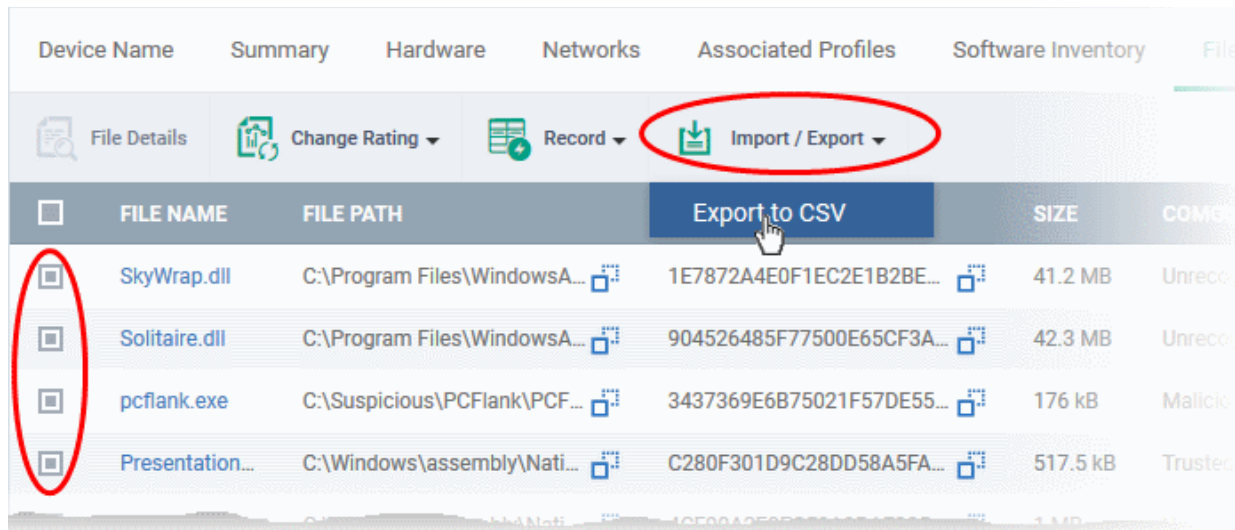 Device Name Summary Hardware Networks Associated Profiles Software Inventory File
File Details Change Rating Record Import / Export
FILE NAME FILE PATH Export to CSV SIZE
SkyWrap.dll C:\Program Files\WindowsA... 1E7872A4E0F1EC2E1B2BE... 41.2 MB
Solitaire.dll C:\Program Files\WindowsA... 904526485F77500E65CF3A... 42.3 MB
pcflank.exe C:\Suspicious\PCFlank\PCF... 3437369E6B75021F57DE55... 176 kB
Presentation... C:\Windows\assembly\Nati... C280F301D9C28DD58A5FA... 517.5 kB Trusted